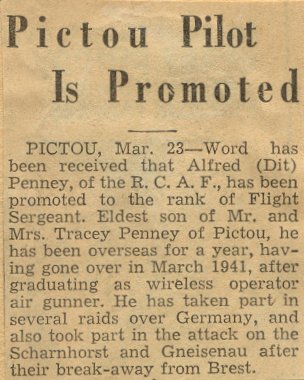 Pictou Pilot
Is Promoted
PICTOU, Mar. 23—Word has
been received that Alfred (Dit)
Penney, of the R. C. A. F., has been
promoted to the rank of Flight
Sergeant. Eldest son of Mr. and
Mrs. Tracey Penney of Pictou, he
has been overseas for a year, hav-
ing gone over in March 1941, after
graduating as wireless operator
air gunner. He has taken part in
several raids over Germany, and
also took part in the attack on the
Scharnhorst and Gneisenau after
their break-away from Brest.